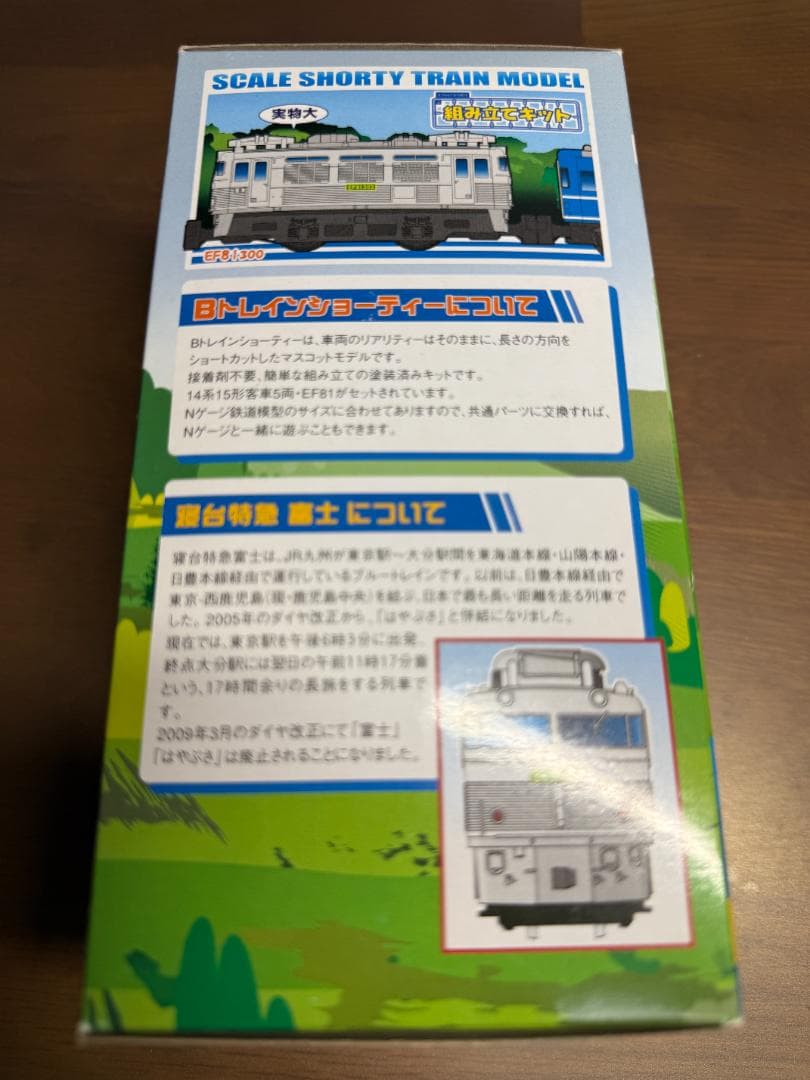 SCALE SHORTY TRAIN MODEL
実物大
組み立てキット
EF81303
EF81300
Bトレインショーティーについて
Bトレインショーティーは、車両のリアリティーはそのままに、長さの方向を
ショートカットしたマスコットモデルです。
接着剤不要、簡単な組み立ての塗装済みキットです。
14系15形客車5両・EF81がセットされています。
Nゲージ鉄道模型のサイズに合わせてありますので、共通パーツに交換すれば、
Nゲージと一緒に遊ぶこともできます。
寝台特急 富士 について
寝台特急富士は、JR九州が東京駅〜大分駅間を東海道本線・山陽本線・
日豊本線経由で運行しているブルートレインです。以前は、日豊本線経由で
東京-西鹿児島(現・鹿児島中央)を結ぶ、日本で最も長い距離を走る列車で
した。2005年のダイヤ改正から、「はやぶさ」と併結になりました。
現在では、東京駅を午後6時3分に出発、
終点大分駅には翌日の午前11時17分着
という、17時間余りの長旅をする列車で
す。
2009年3月のダイヤ改正にて「富士」
「はやぶさ」は廃止されることになりました。